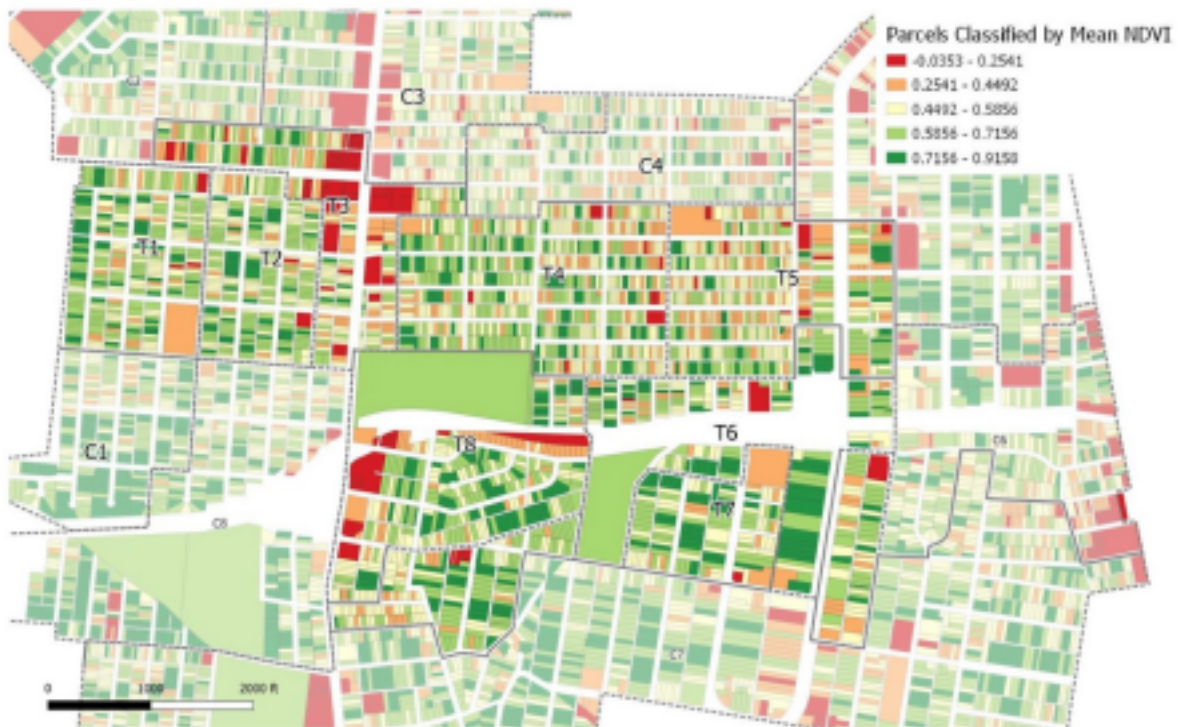 Parcels Classified by Mean NDVI
-0.0353 - 0.2541
0.2541 - 0.4492
0.4492 - 0.5856
0.5856 - 0.7156
0.7156 - 0.9158
C3
C4
T3
T1
T2
T4
T5
C1
T8
T6
T7
C7
0 1000 2000 ft